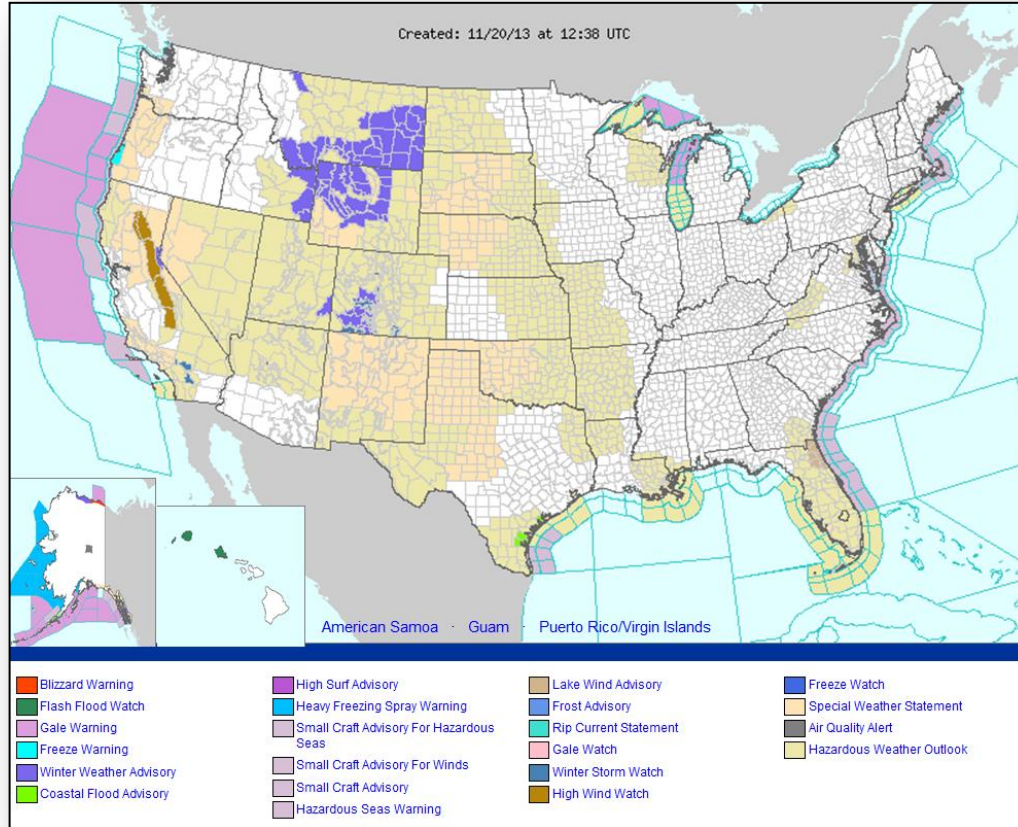 Created: 11/20/13 at 12:38 UTC
American Samoa · Guam · Puerto Rico/Virgin Islands
Blizzard Warning
Flash Flood Watch
Gale Warning
Freeze Warning
Winter Weather Advisory
Coastal Flood Advisory
High Surf Advisory
Heavy Freezing Spray Warning
Small Craft Advisory For Hazardous
Seas
Small Craft Advisory For Winds
Small Craft Advisory
Hazardous Seas Warning
Lake Wind Advisory
Frost Advisory
Rip Current Statement
Gale Watch
Winter Storm Watch
High Wind Watch
Freeze Watch
Special Weather Statement
Air Quality Alert
Hazardous Weather Outlook